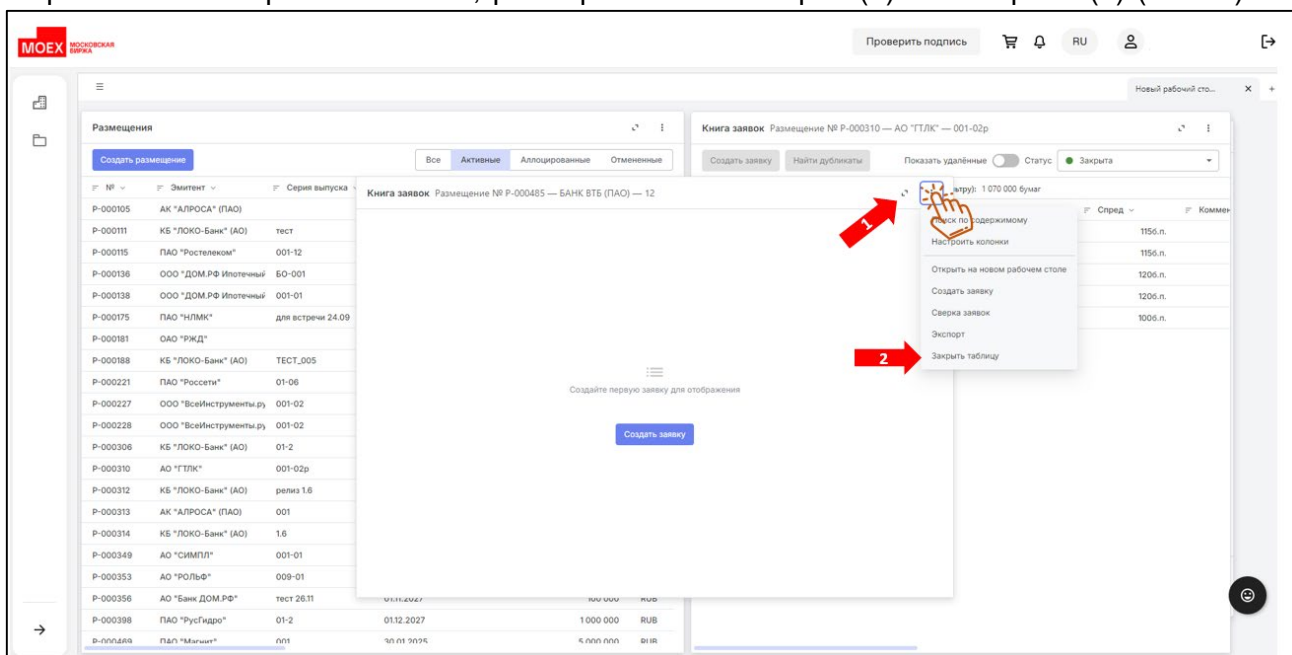 MOEX МОСКОВСКАЯ БИРЖА
Проверить подпись RU
Новый рабочий сто...
Размещения
Создать размещение
Все Активные Аллоцированные Отмененные
№ Эмитент Серия выпуска
P-000105 АК "АЛРОСА" (ПАО)
P-000111 КБ "ЛОКО-Банк" (АО) тест
P-000115 ПАО "Ростелеком" 001-12
P-000136 ООО "ДОМ.РФ Ипотечный БО-001
P-000138 ООО "ДОМ.РФ Ипотечный 001-01
P-000175 ПАО "НЛМК" для встречи 24.09
P-000181 ОАО "РЖД"
P-000188 КБ "ЛОКО-Банк" (АО) ТЕСТ_005
P-000221 ПАО "Россети" 01-06
P-000227 ООО "ВсеИнструменты.ру 001-02
P-000228 ООО "ВсеИнструменты.ру 001-02
P-000306 КБ "ЛОКО-Банк" (АО) 01-2
P-000310 АО "ГТЛК" 001-02р
P-000312 КБ "ЛОКО-Банк" (АО) релиз 1.6
P-000313 АК "АЛРОСА" (ПАО) 001
P-000314 КБ "ЛОКО-Банк" (АО) 1.6
P-000349 АО "СИМПЛ" 001-01
P-000353 АО "РОЛЬФ" 009-01
P-000356 АО "Банк ДОМ.РФ" тест 26.11 01.11.2027 100 000 RUB
P-000398 ПАО "РусГидро" 01-2 01.12.2027 1 000 000 RUB
P-000469 ПАО "Магнит" 001 30.01.2025 5 000 000 RUB
Книга заявок Размещение № P-000310 — АО "ГТЛК" — 001-02р
Создать заявку Найти дубликаты Показать удалённые Статус Закрыта
1 070 000 бумаг
Спред
115б.п.
115б.п.
120б.п.
120б.п.
100б.п.
Книга заявок Размещение № P-000485 — БАНК ВТБ (ПАО) — 12
Создайте первую заявку для отображения
Создать заявку
1
Поиск по содержимому
Настроить колонки
Открыть на новом рабочем столе
Создать заявку
Сверка заявок
Экспорт
2
Закрыть таблицу